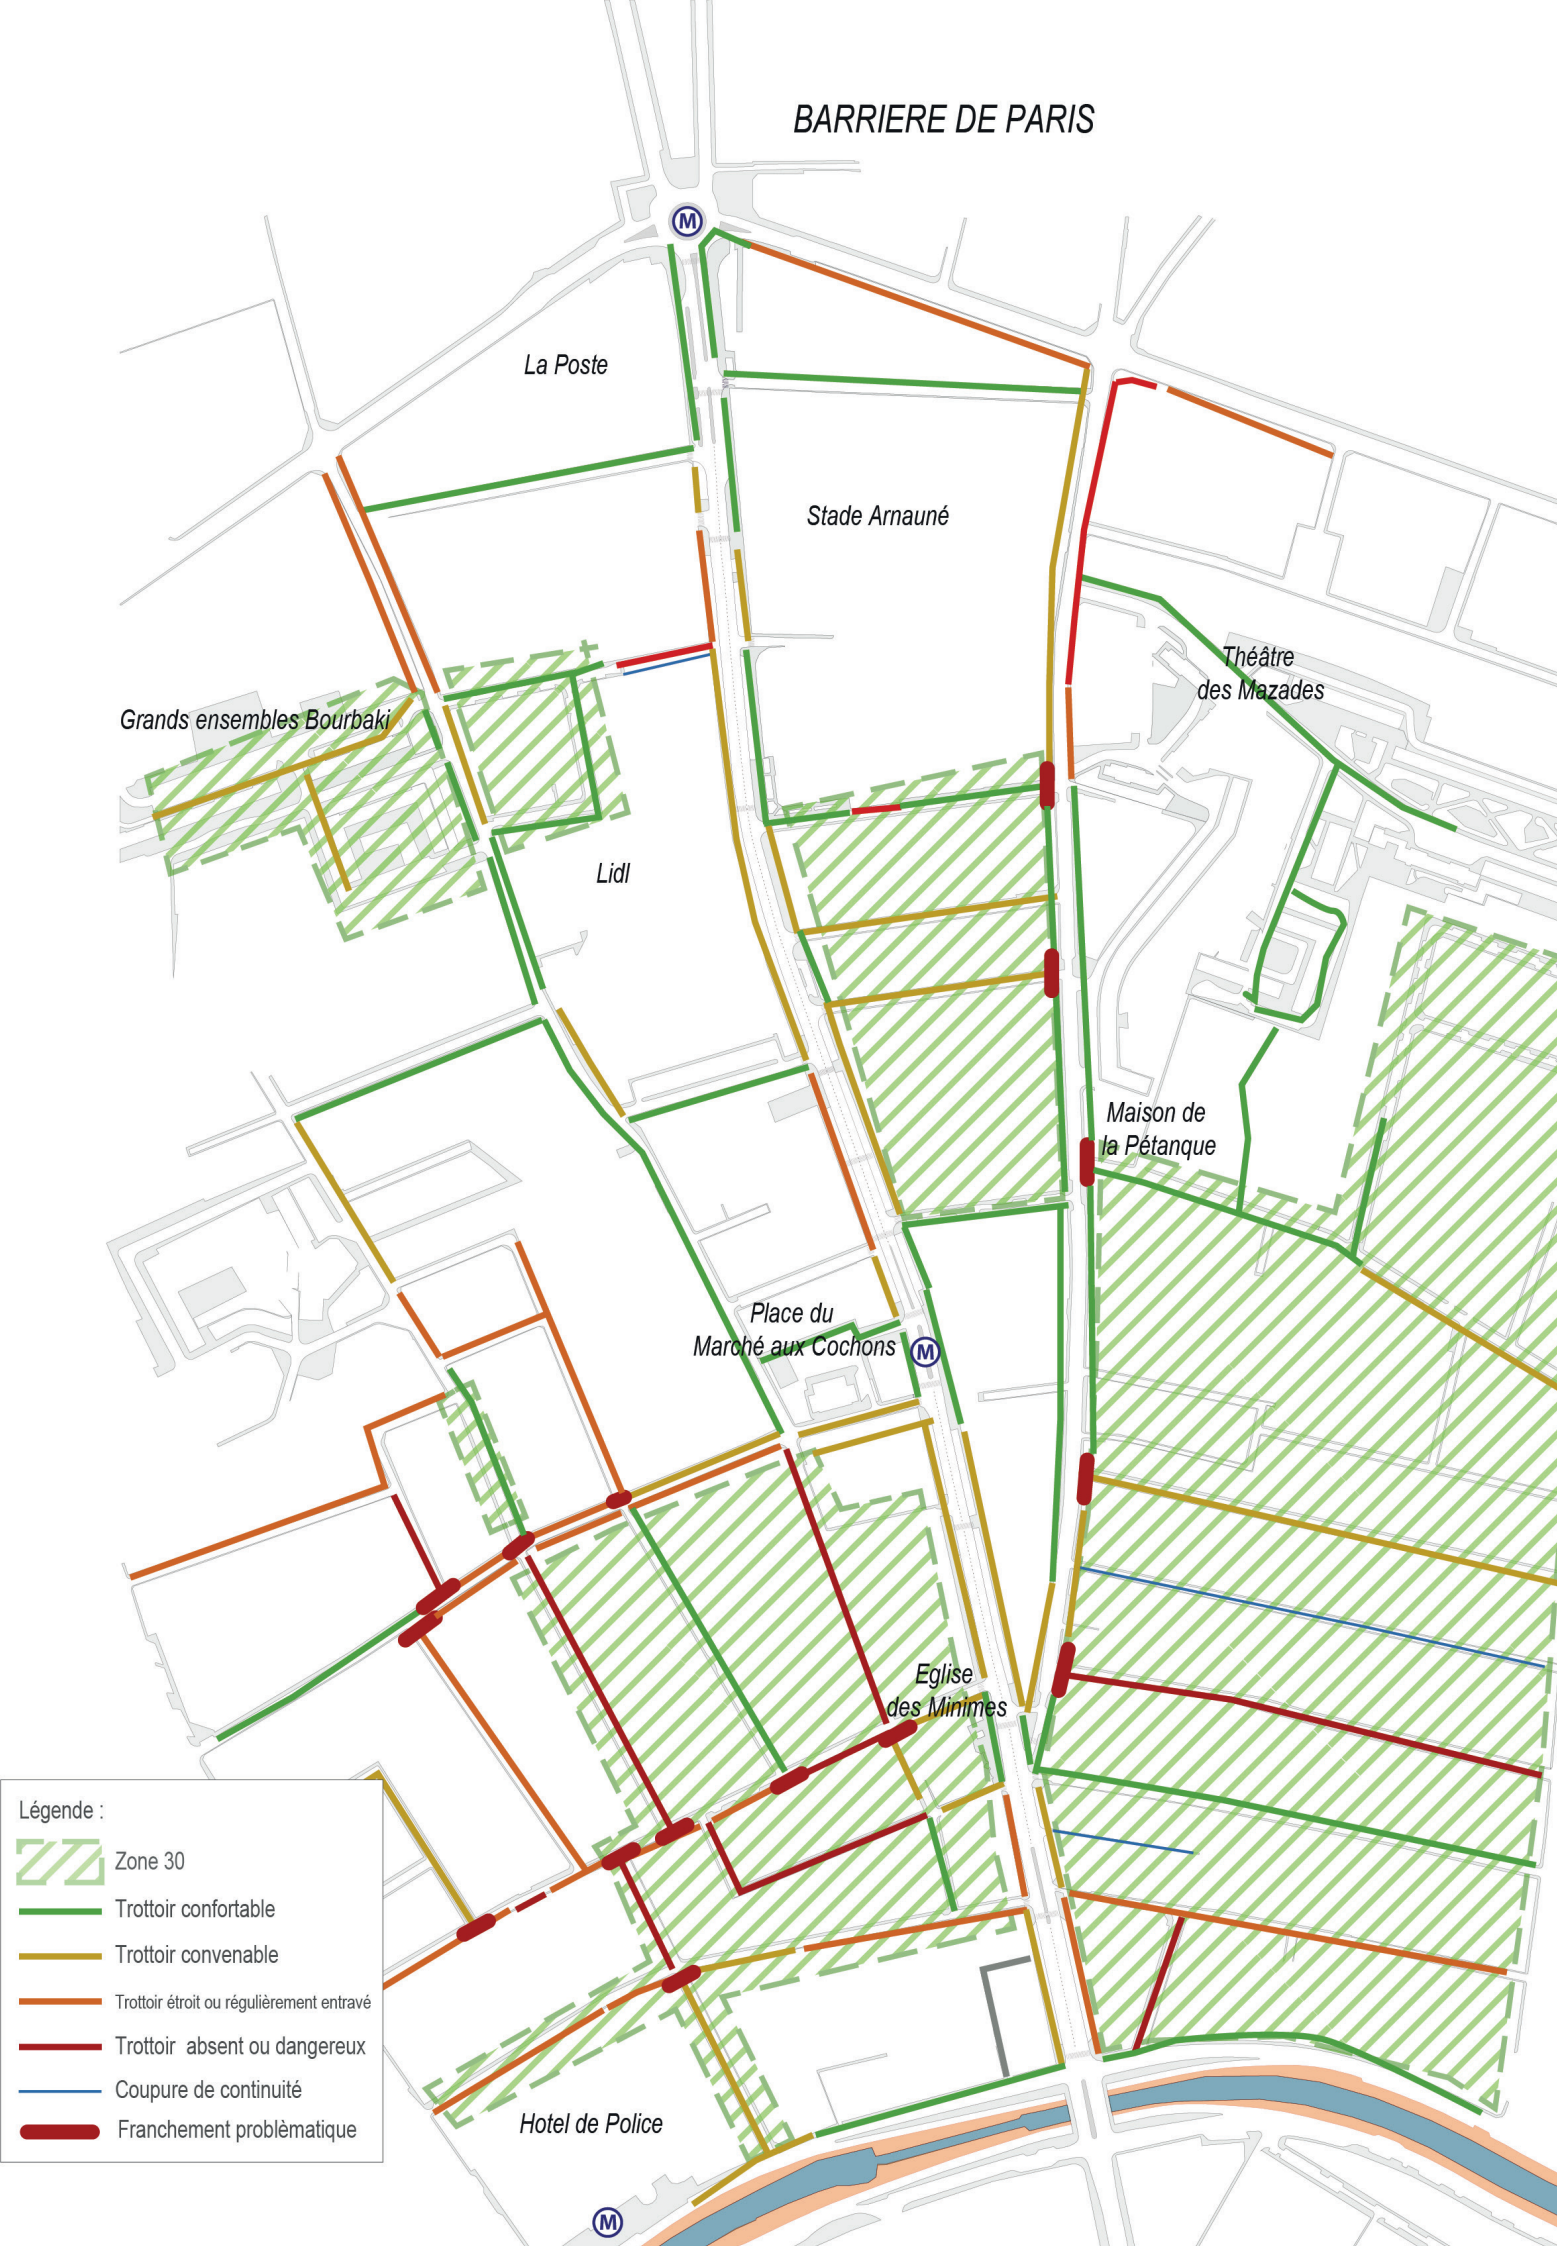 BARRIERE DE PARIS
M
La Poste
Stade Arnauné
Théâtre
des Mazades
Grands ensembles Bourbaki
Lidl
Maison de
la Pétanque
Place du
Marché aux Cochons
M
Eglise
des Minimes
Légende :
Zone 30
Trottoir confortable
Trottoir convenable
Trottoir étroit ou régulièrement entravé
Trottoir absent ou dangereux
Coupure de continuité
Franchement problèmatique
Hotel de Police
M